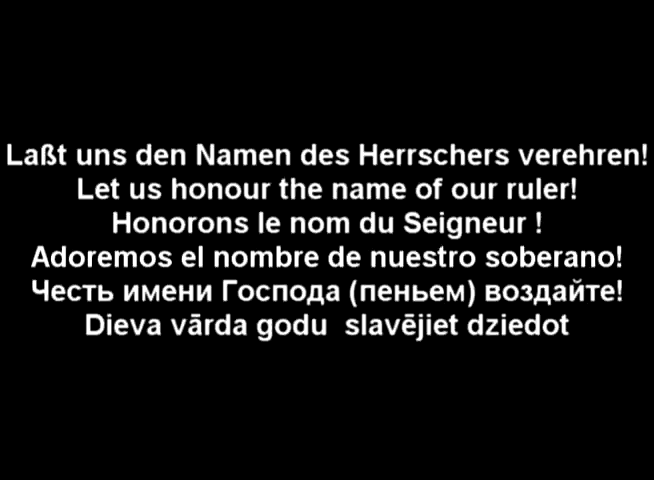 Laßt uns den Namen des Herrschers verehren!
Let us honour the name of our ruler!
Honorons le nom du Seigneur !
Adoremos el nombre de nuestro soberano!
Честь имени Господа (пеньем) воздайте!
Dieva vārda godu  slavējiet dziedot